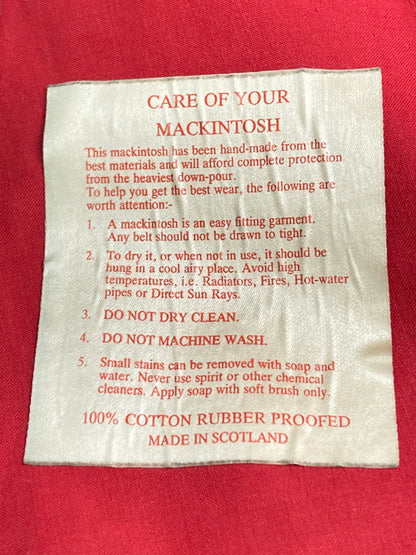 CARE OF YOUR
MACKINTOSH
This mackintosh has been hand-made from the
best materials and will afford complete protection
from the heaviest down-pour.
To help you get the best wear, the following are
worth attention:-
1. A mackintosh is an easy fitting garment.
Any belt should not be drawn to tight.
2. To dry it, or when not in use, it should be
hung in a cool airy place. Avoid high
temperatures, i.e. Radiators, Fires, Hot-water
pipes or Direct Sun Rays.
3. DO NOT DRY CLEAN.
4. DO NOT MACHINE WASH.
5. Small stains can be removed with soap and
water. Never use spirit or other chemical
cleaners. Apply soap with soft brush only.
100% COTTON RUBBER PROOFED
MADE IN SCOTLAND